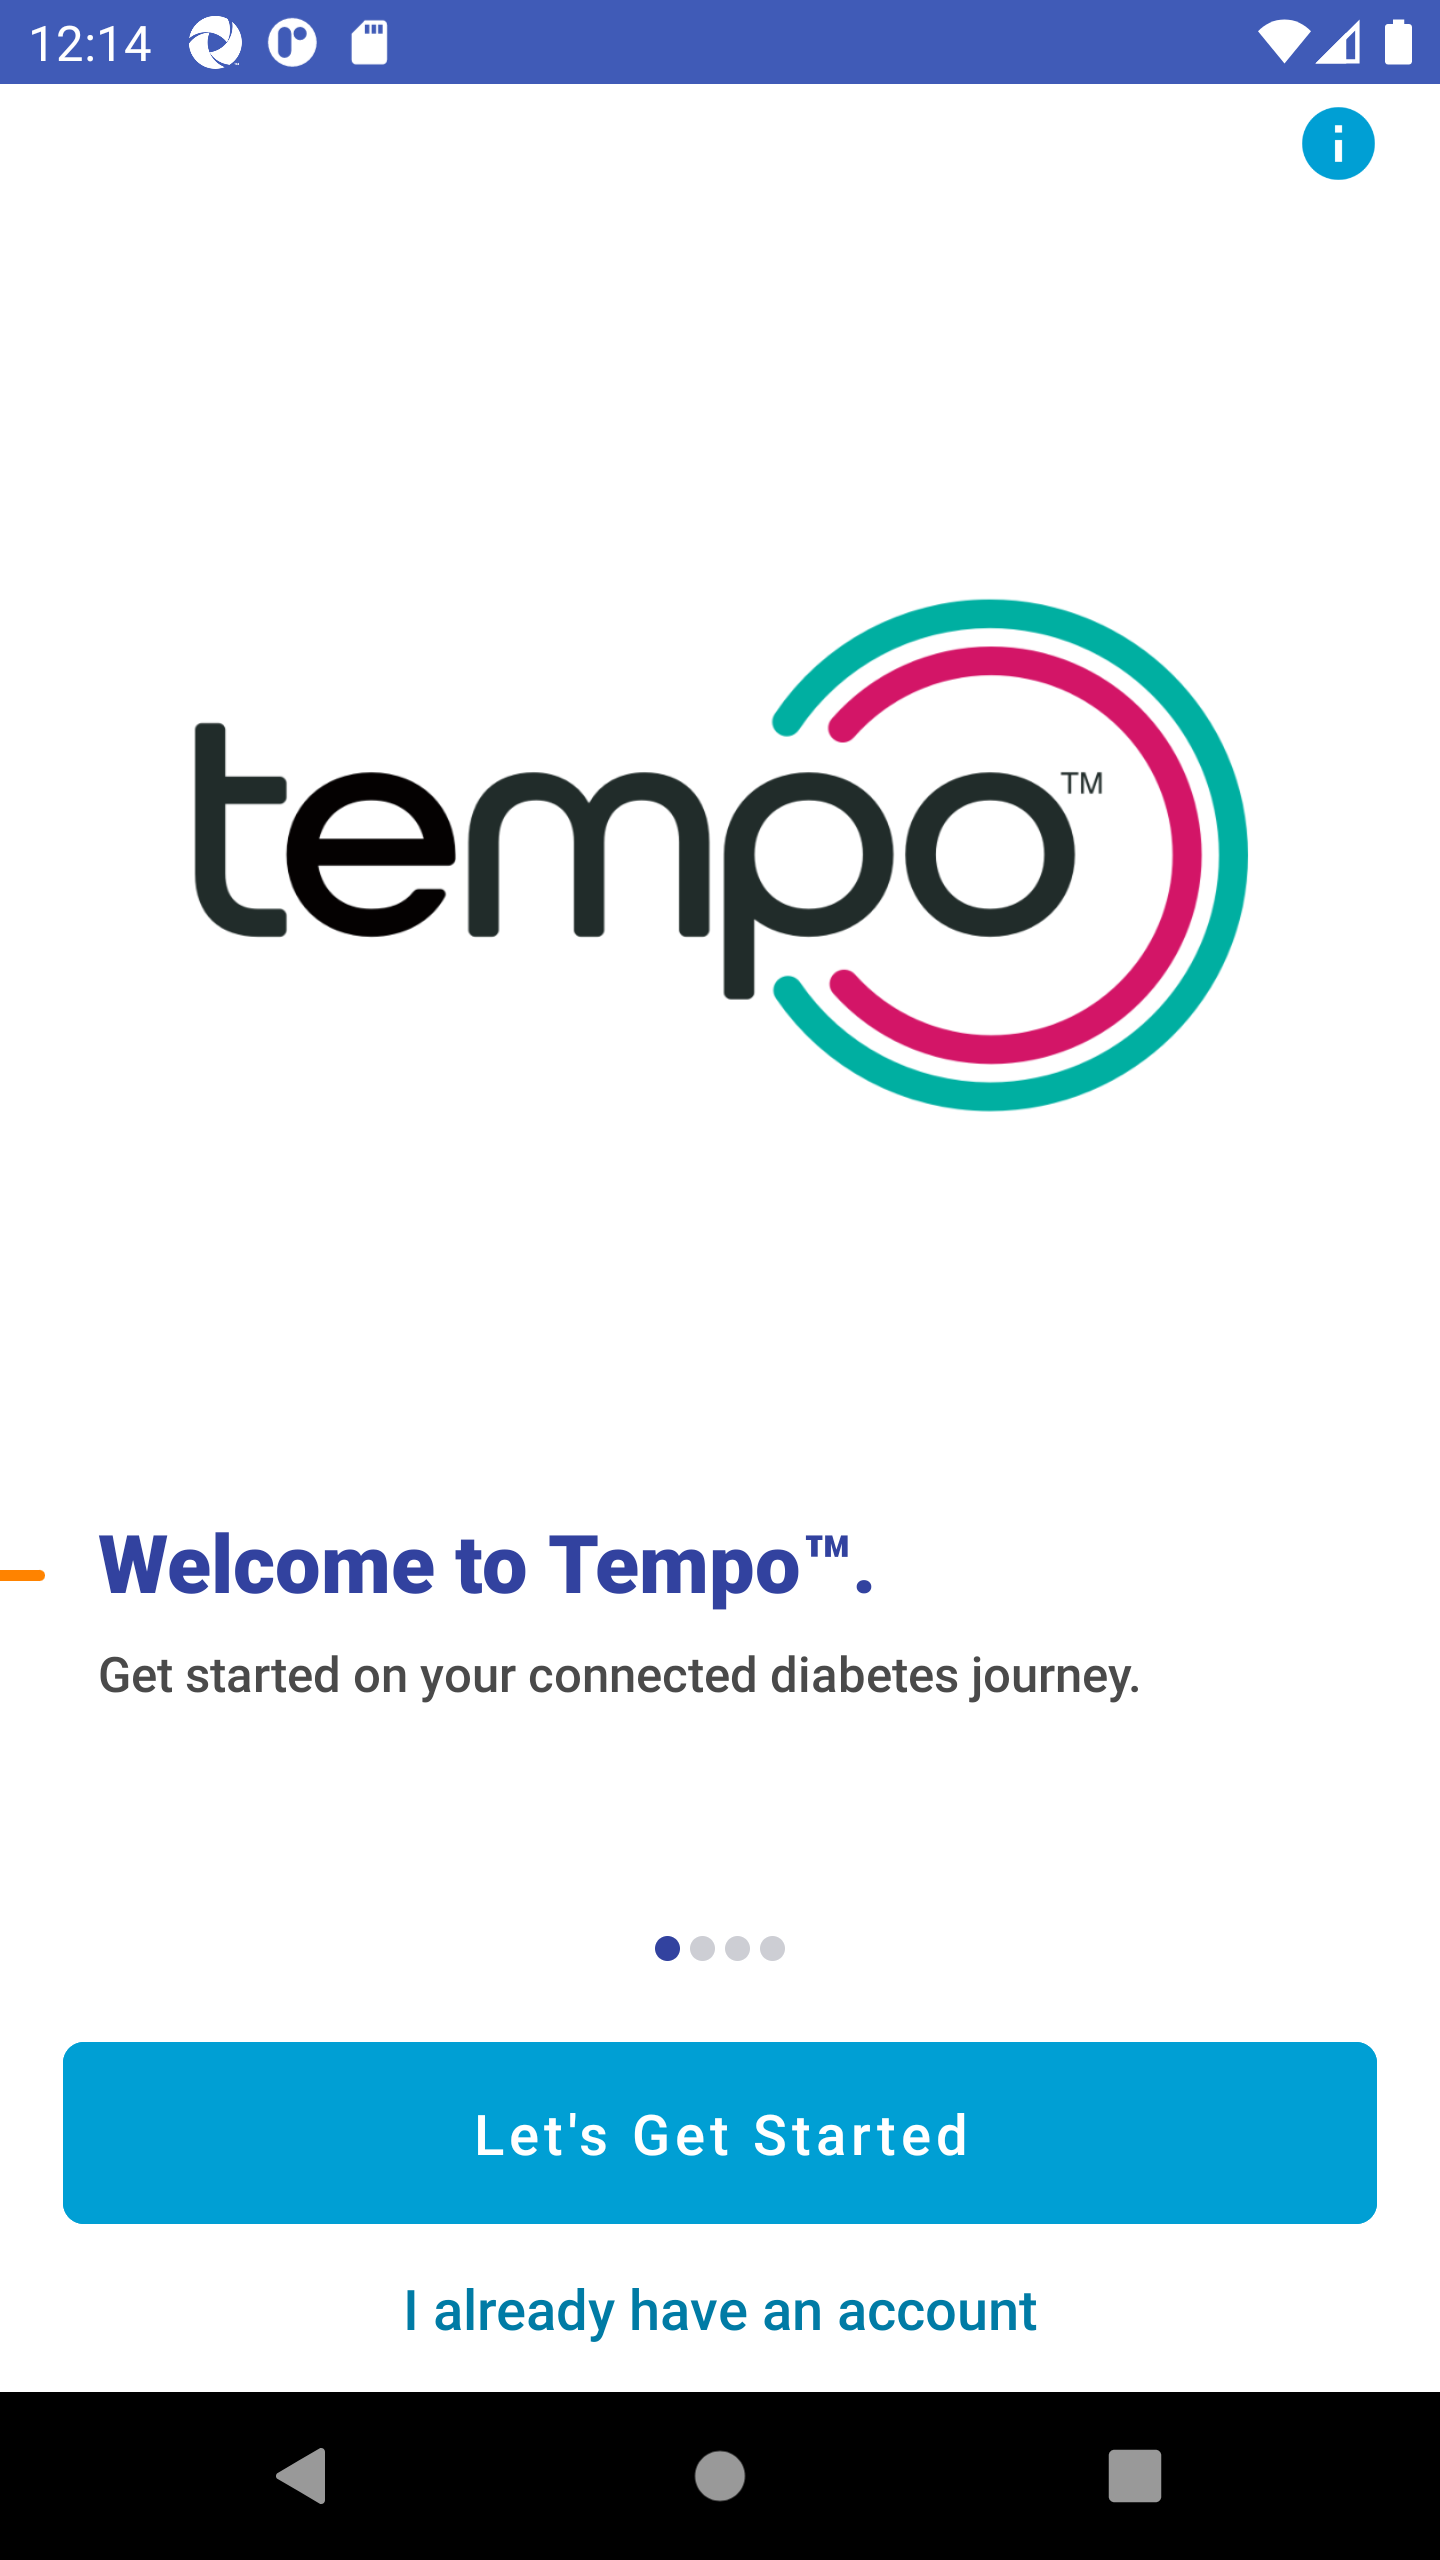 12:14
tempo™
Welcome to Tempo™.
Get started on your connected diabetes journey.
Let's Get Started
I already have an account